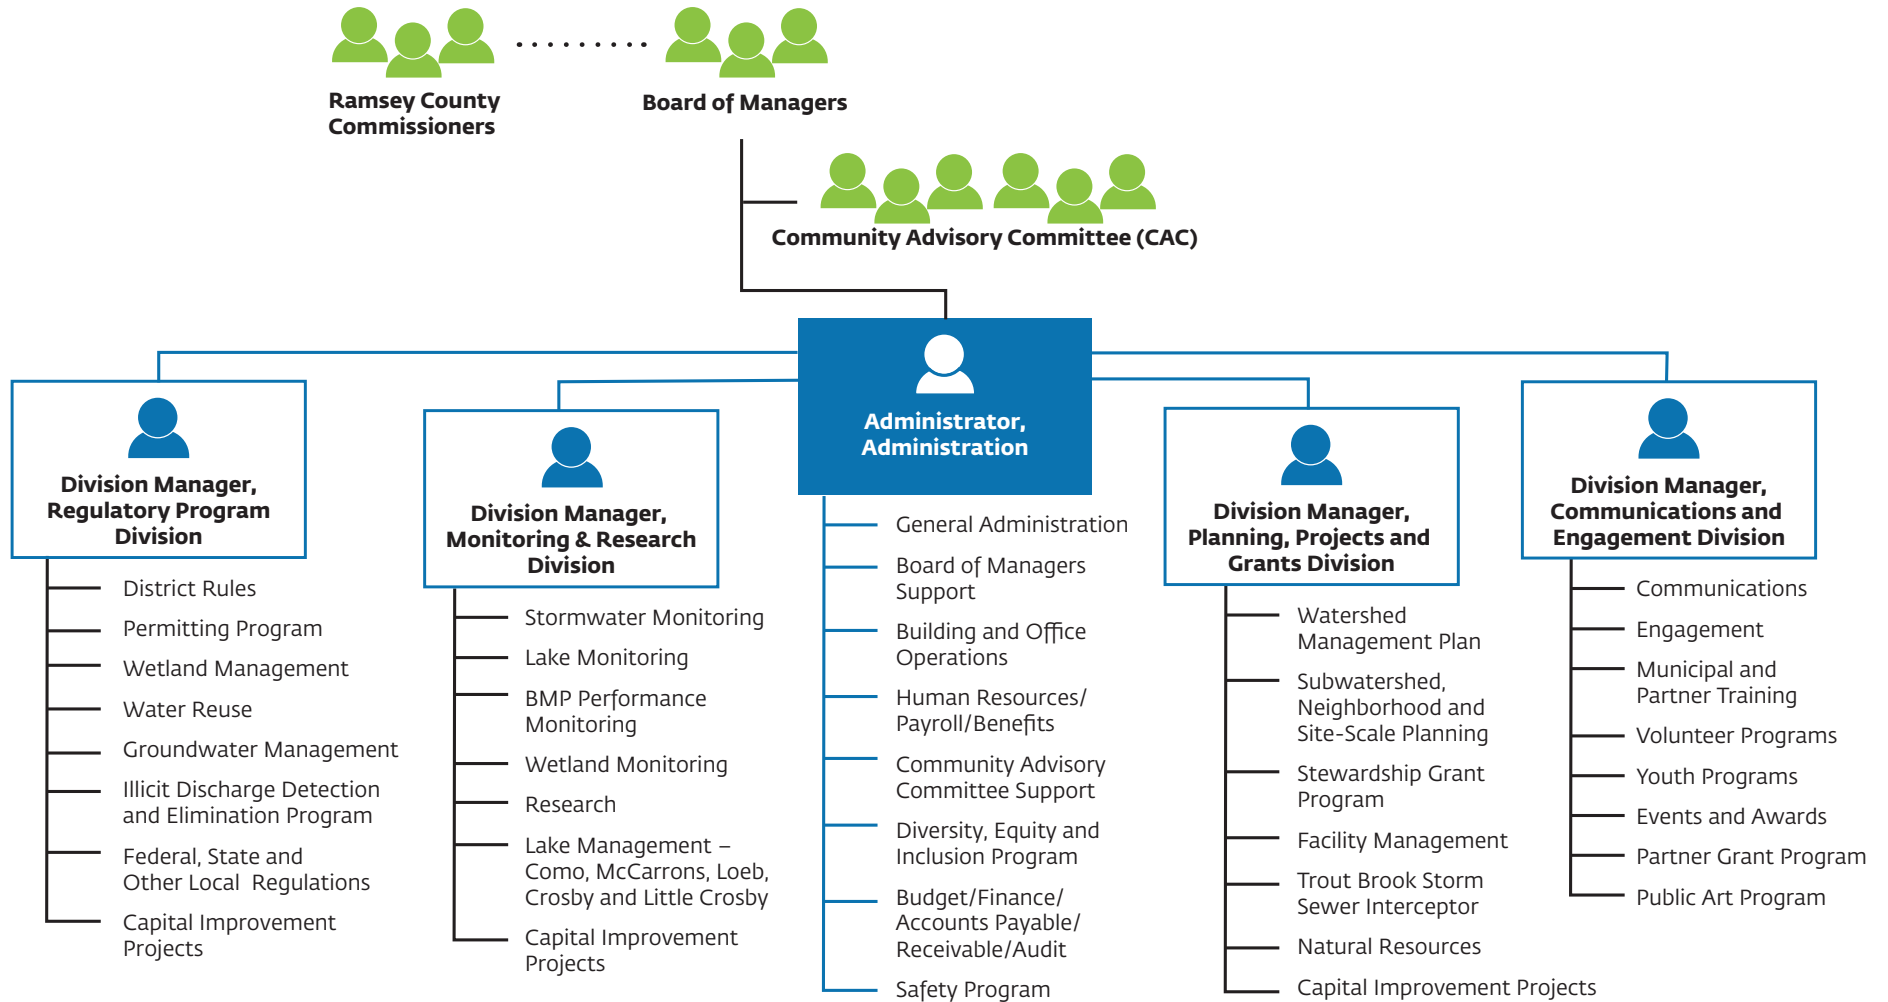 Ramsey County
Commissioners
Board of Managers
Community Advisory Committee (CAC)
Administrator,
Administration
Division Manager,
Regulatory Program
Division
District Rules
Permitting Program
Wetland Management
Water Reuse
Groundwater Management
Illicit Discharge Detection
and Elimination Program
Federal, State and
Other Local Regulations
Capital Improvement
Projects
Division Manager,
Monitoring & Research
Division
Stormwater Monitoring
Lake Monitoring
BMP Performance
Monitoring
Wetland Monitoring
Research
Lake Management –
Como, McCarrons, Loeb,
Crosby and Little Crosby
Capital Improvement
Projects
General Administration
Board of Managers
Support
Building and Office
Operations
Human Resources/
Payroll/Benefits
Community Advisory
Committee Support
Diversity, Equity and
Inclusion Program
Budget/Finance/
Accounts Payable/
Receivable/Audit
Safety Program
Division Manager,
Planning, Projects and
Grants Division
Watershed
Management Plan
Subwatershed,
Neighborhood and
Site-Scale Planning
Stewardship Grant
Program
Facility Management
Trout Brook Storm
Sewer Interceptor
Natural Resources
Capital Improvement Projects
Division Manager,
Communications and
Engagement Division
Communications
Engagement
Municipal and
Partner Training
Volunteer Programs
Youth Programs
Events and Awards
Partner Grant Program
Public Art Program